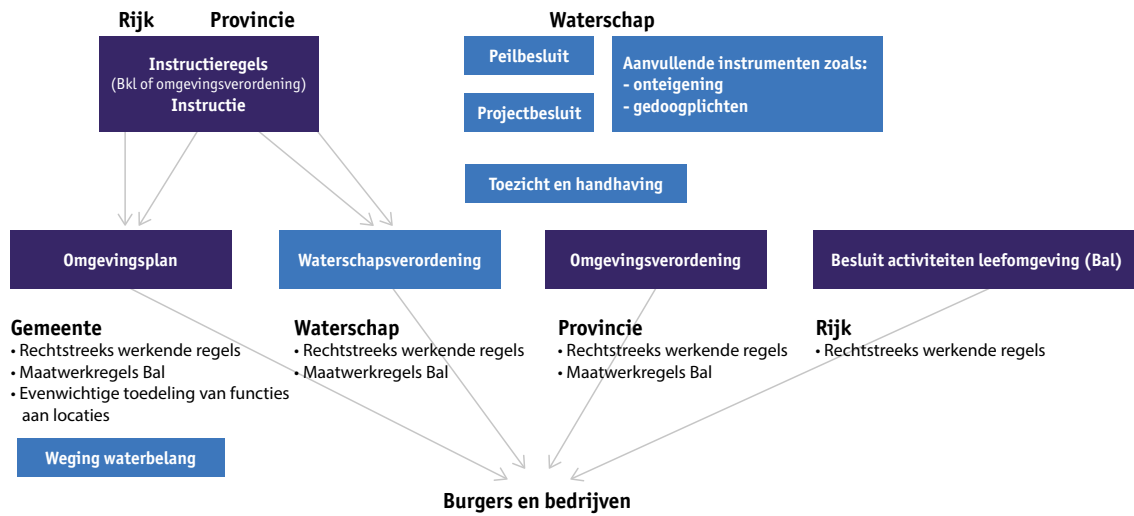 Rijk Provincie
Instructieregels
(Bkl of omgevingsverordening)
Instructie
Waterschap
Peilbesluit
Projectbesluit
Aanvullende instrumenten zoals:
- onteigening
- gedoogplichten
Toezicht en handhaving
Omgevingsplan
Waterschapsverordening
Omgevingsverordening
Besluit activiteiten leefomgeving (Bal)
Gemeente
• Rechtstreeks werkende regels
• Maatwerkregels Bal
• Evenwichtige toedeling van functies
aan locaties
Weging waterbelang
Waterschap
• Rechtstreeks werkende regels
• Maatwerkregels Bal
Provincie
• Rechtstreeks werkende regels
• Maatwerkregels Bal
Rijk
• Rechtstreeks werkende regels
Burgers en bedrijven